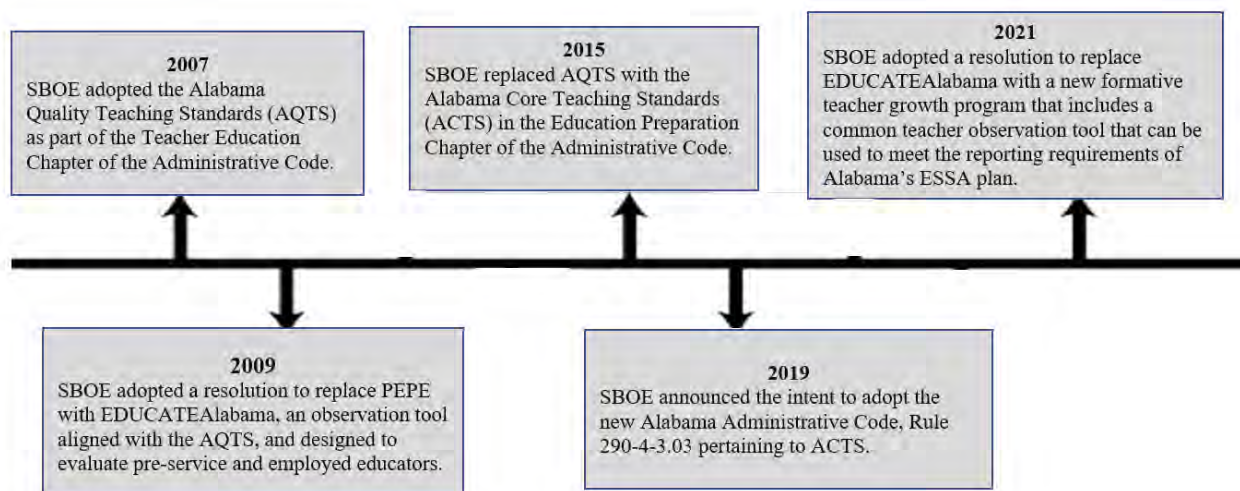 2007
SBOE adopted the Alabama
Quality Teaching Standards (AQTS)
as part of the Teacher Education
Chapter of the Administrative Code.
2009
SBOE adopted a resolution to replace PEPE
with EDUCATEAlabama, an observation tool
aligned with the AQTS, and designed to
evaluate pre-service and employed educators.
2015
SBOE replaced AQTS with the
Alabama Core Teaching Standards
(ACTS) in the Education Preparation
Chapter of the Administrative Code.
2019
SBOE announced the intent to adopt the
new Alabama Administrative Code, Rule
290-4-3.03 pertaining to ACTS.
2021
SBOE adopted a resolution to replace
EDUCATEAlabama with a new formative
teacher growth program that includes a
common teacher observation tool that can be
used to meet the reporting requirements of
Alabama's ESSA plan.